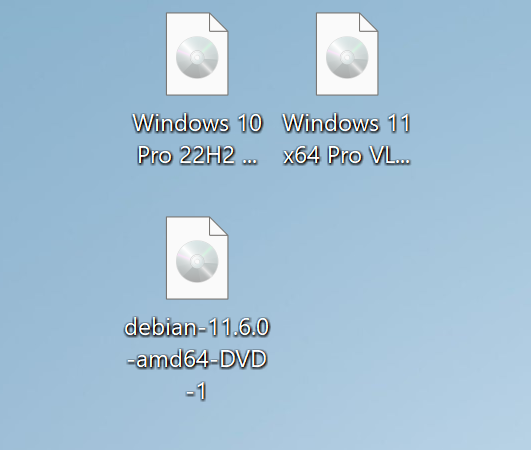 Windows 10
Pro 22H2 ...
Windows 11
x64 Pro VL...
debian-11.6.0
-amd64-DVD
-1